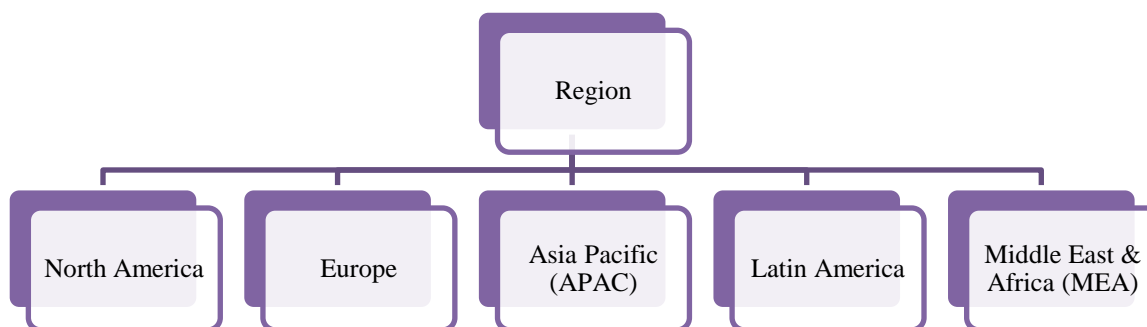 Region
North America
Europe
Asia Pacific
(APAC)
Latin America
Middle East &
Africa (MEA)